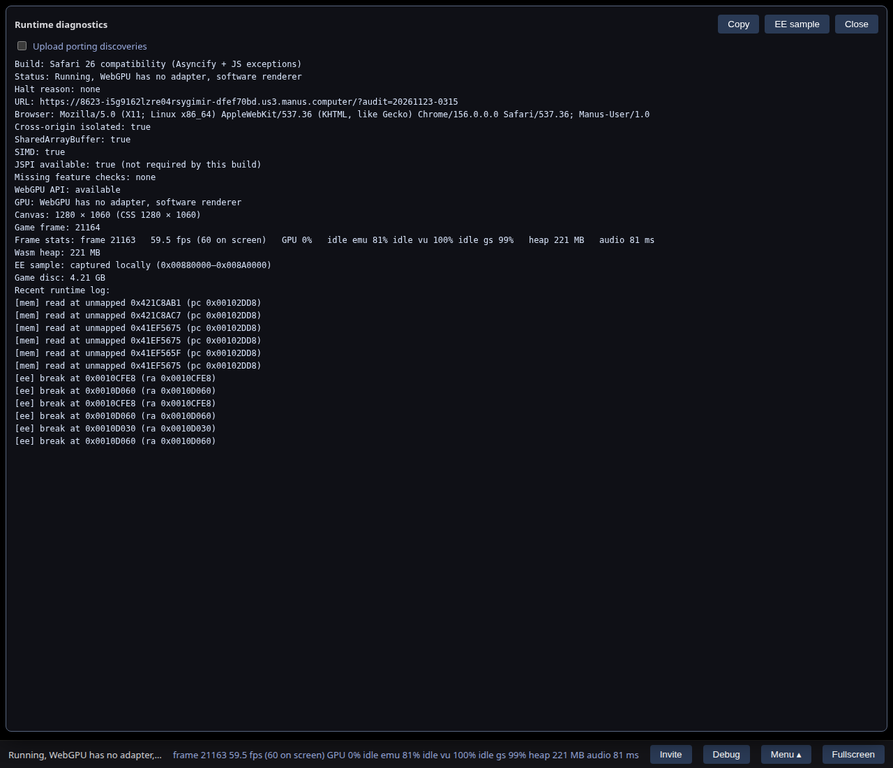 Runtime diagnostics
Copy
EE sample
Close
Upload porting discoveries
Build: Safari 26 compatibility (Asyncify + JS exceptions)
Status: Running, WebGPU has no adapter, software renderer
Halt reason: none
URL: https://8623-i5g9162lzre04rsygimir-dfef70bd.us3.manus.computer/?audit=20261123-0315
Browser: Mozilla/5.0 (X11; Linux x86_64) AppleWebKit/537.36 (KHTML, like Gecko) Chrome/156.0.0.0 Safari/537.36; Manus-User/1.0
Cross-origin isolated: true
SharedArrayBuffer: true
SIMD: true
JSPI available: true (not required by this build)
Missing feature checks: none
WebGPU API: available
GPU: WebGPU has no adapter, software renderer
Canvas: 1280 × 1060 (CSS 1280 × 1060)
Game frame: 21164
Frame stats: frame 21163 59.5 fps (60 on screen) GPU 0% idle emu 81% idle vu 100% idle gs 99% heap 221 MB audio 81 ms
Wasm heap: 221 MB
EE sample: captured locally (0x00880000–0x008A0000)
Game disc: 4.21 GB
Recent runtime log:
[mem] read at unmapped 0x421C8AB1 (pc 0x00102DD8)
[mem] read at unmapped 0x421C8AC7 (pc 0x00102DD8)
[mem] read at unmapped 0x41EF5675 (pc 0x00102DD8)
[mem] read at unmapped 0x41EF5675 (pc 0x00102DD8)
[mem] read at unmapped 0x41EF565F (pc 0x00102DD8)
[mem] read at unmapped 0x41EF5675 (pc 0x00102DD8)
[ee] break at 0x0010CFE8 (ra 0x0010CFE8)
[ee] break at 0x0010D060 (ra 0x0010D060)
[ee] break at 0x0010CFE8 (ra 0x0010CFE8)
[ee] break at 0x0010D060 (ra 0x0010D060)
[ee] break at 0x0010D030 (ra 0x0010D030)
[ee] break at 0x0010D060 (ra 0x0010D060)
Running, WebGPU has no adapter,...
frame 21163 59.5 fps (60 on screen) GPU 0% idle emu 81% idle vu 100% idle gs 99% heap 221 MB audio 81 ms
Invite
Debug
Menu ▴
Fullscreen